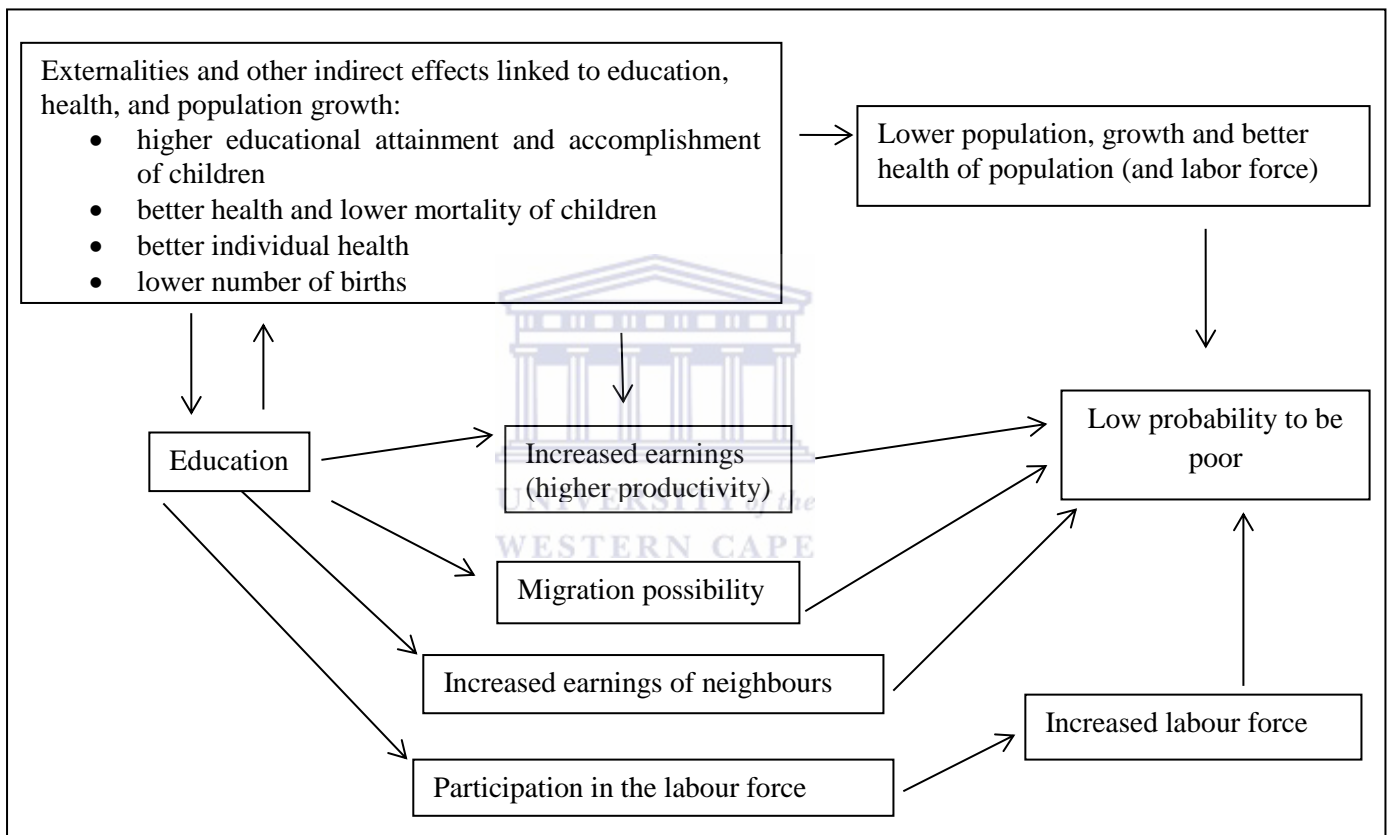 Externalities and other indirect effects linked to education,
health, and population growth:
• higher educational attainment and accomplishment
of children
• better health and lower mortality of children
• better individual health
• lower number of births
Lower population, growth and better
health of population (and labor force)
Education
Increased earnings
(higher productivity)
Low probability to be
poor
UNIVERSITY of the
WESTERN CAPE
Migration possibility
Increased earnings of neighbours
Increased labour force
Participation in the labour force